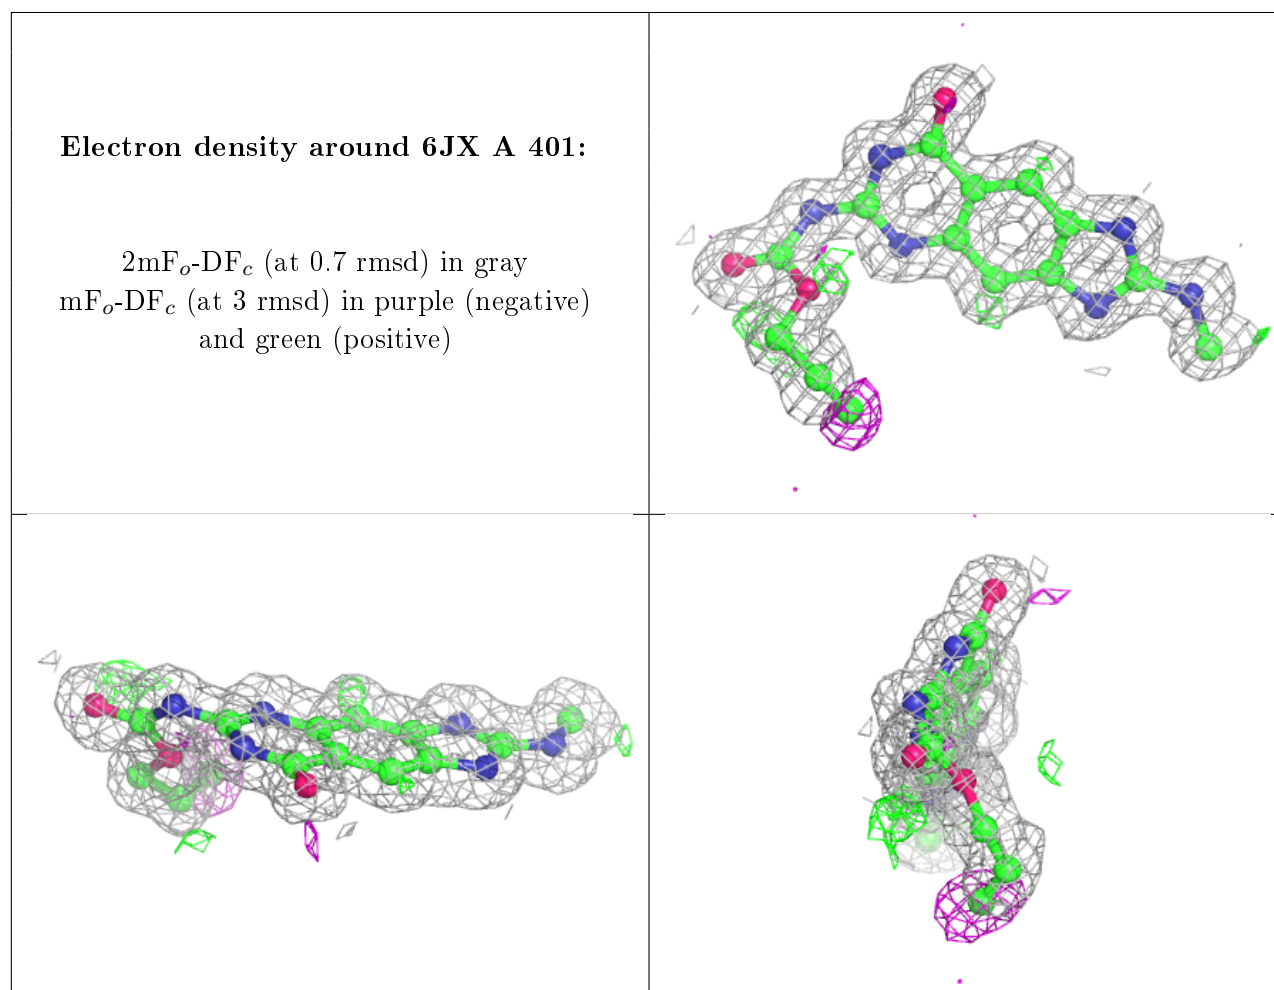 Electron density around 6JX A 401:
2mFo-DFc (at 0.7 rmsd) in gray
mFo-DFc (at 3 rmsd) in purple (negative)
and green (positive)